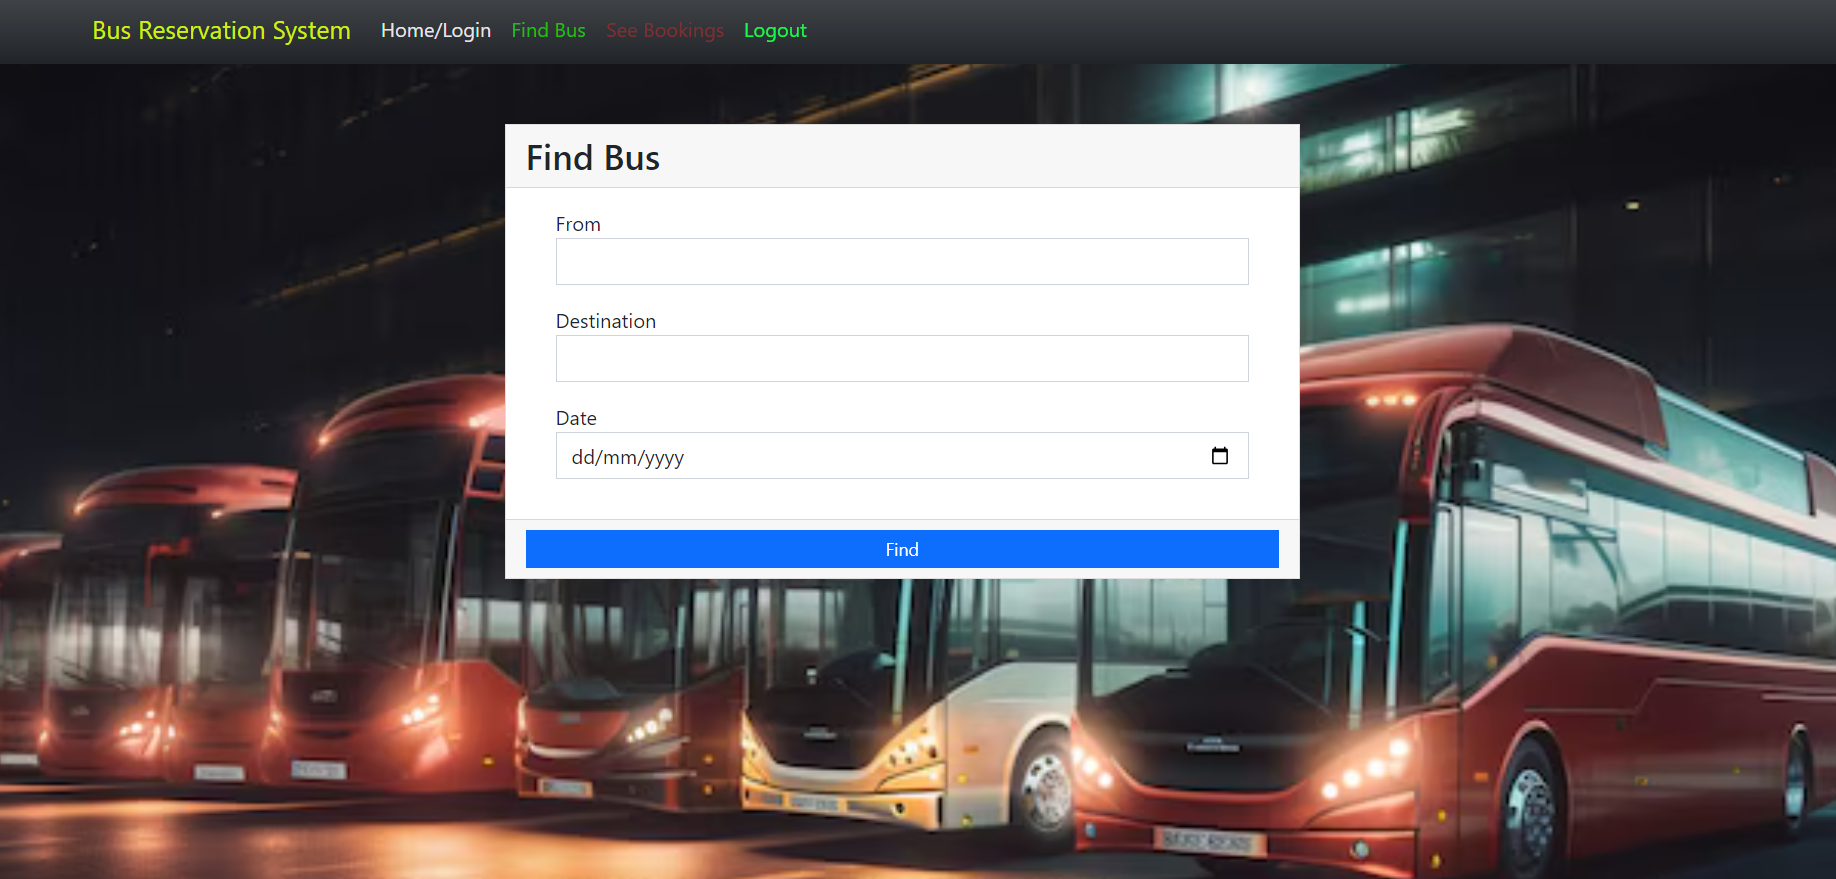 Bus Reservation System Home/Login Find Bus See Bookings Logout
Find Bus
From
Destination
Date
dd/mm/yyyy
Find